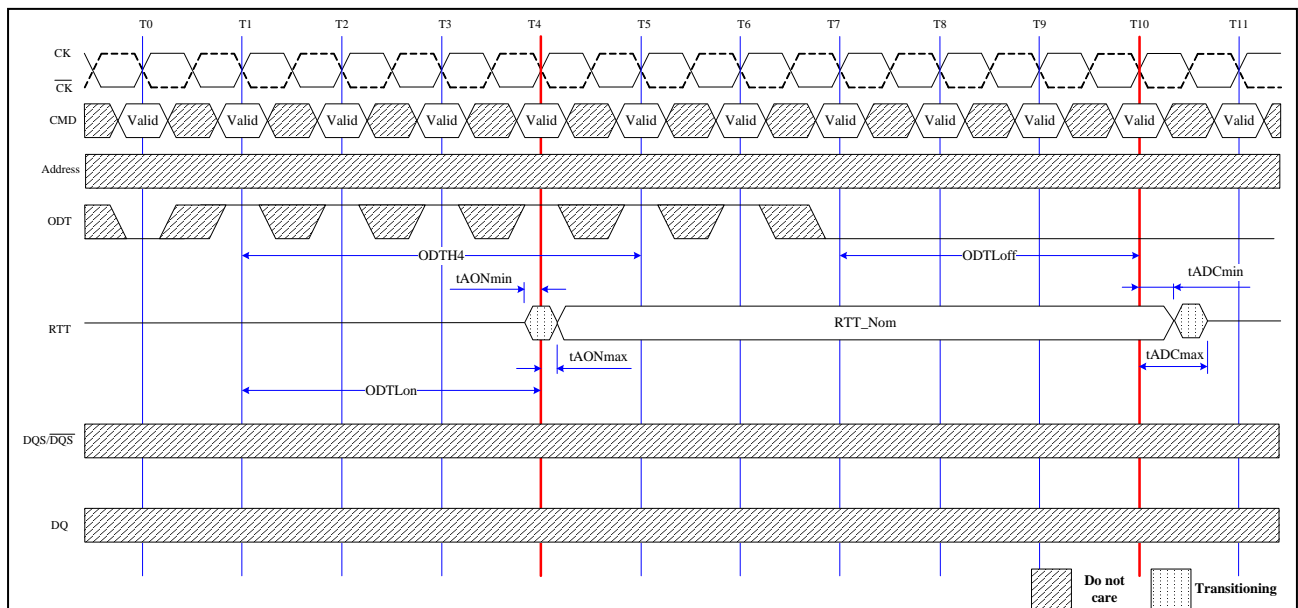 T0 T1 T2 T3 T4 T5 T6 T7 T8 T9 T10 T11
CK
CK
CMD Valid Valid Valid Valid Valid Valid Valid Valid Valid Valid Valid Valid
Address
ODT
ODTH4 ODTLoff
tAONmin tADCmin
RTT RTT_Nom
tAONmax tADCmax
ODTLon
DQS/DQS
DQ
Do not care
Transitioning